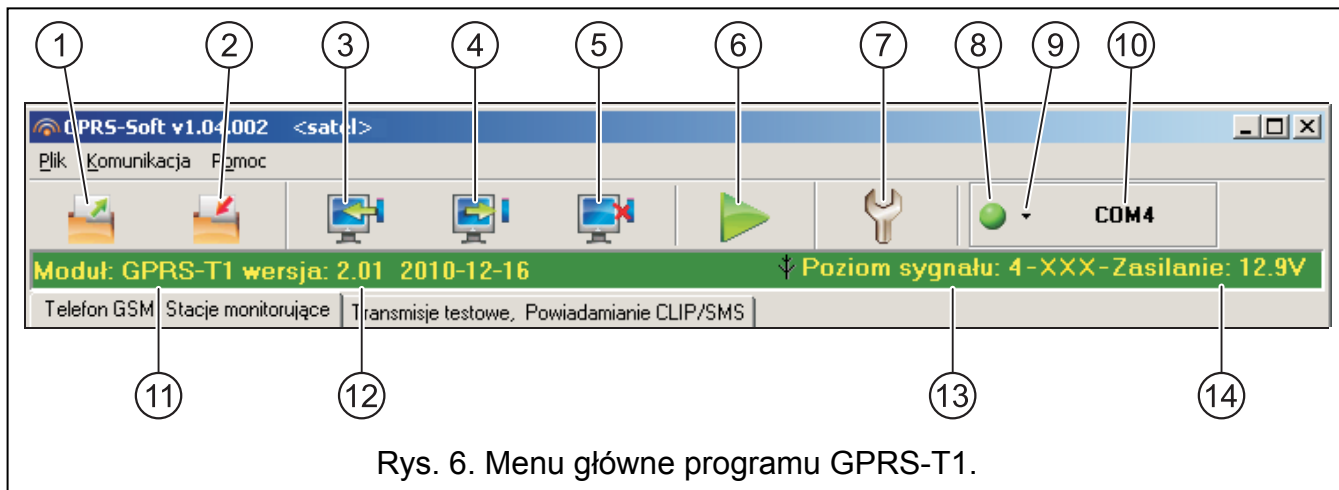 1 2 3 4 5 6 7 8 9 10
GPRS-Soft v1.04.002 <satel>
Plik Komunikacja Pomoc
COM4
Moduł: GPRS-T1 wersja: 2.01 2010-12-16 Poziom sygnału: 4-XXX-Zasilanie: 12.9V
Telefon GSM, Stacje monitorujące Transmisje testowe, Powiadamianie CLIP/SMS
11 12 13 14
Rys. 6. Menu główne programu GPRS-T1.